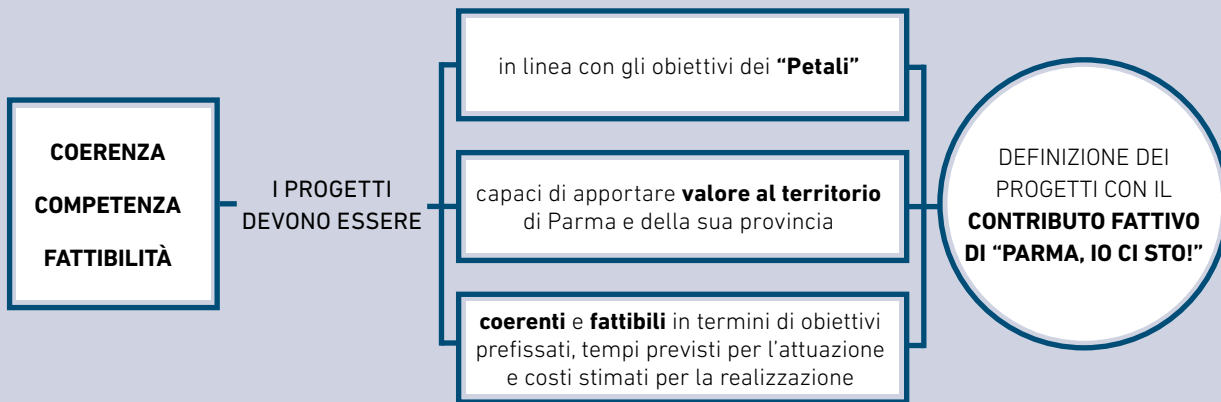 COERENZA
COMPETENZA
FATTIBILITÀ
I PROGETTI
DEVONO ESSERE
in linea con gli obiettivi dei “Petali”
capaci di apportare valore al territorio
di Parma e della sua provincia
coerenti e fattibili in termini di obiettivi
prefissati, tempi previsti per l’attuazione
e costi stimati per la realizzazione
DEFINIZIONE DEI
PROGETTI CON IL
CONTRIBUTO FATTIVO
DI “PARMA, IO CI STO!”